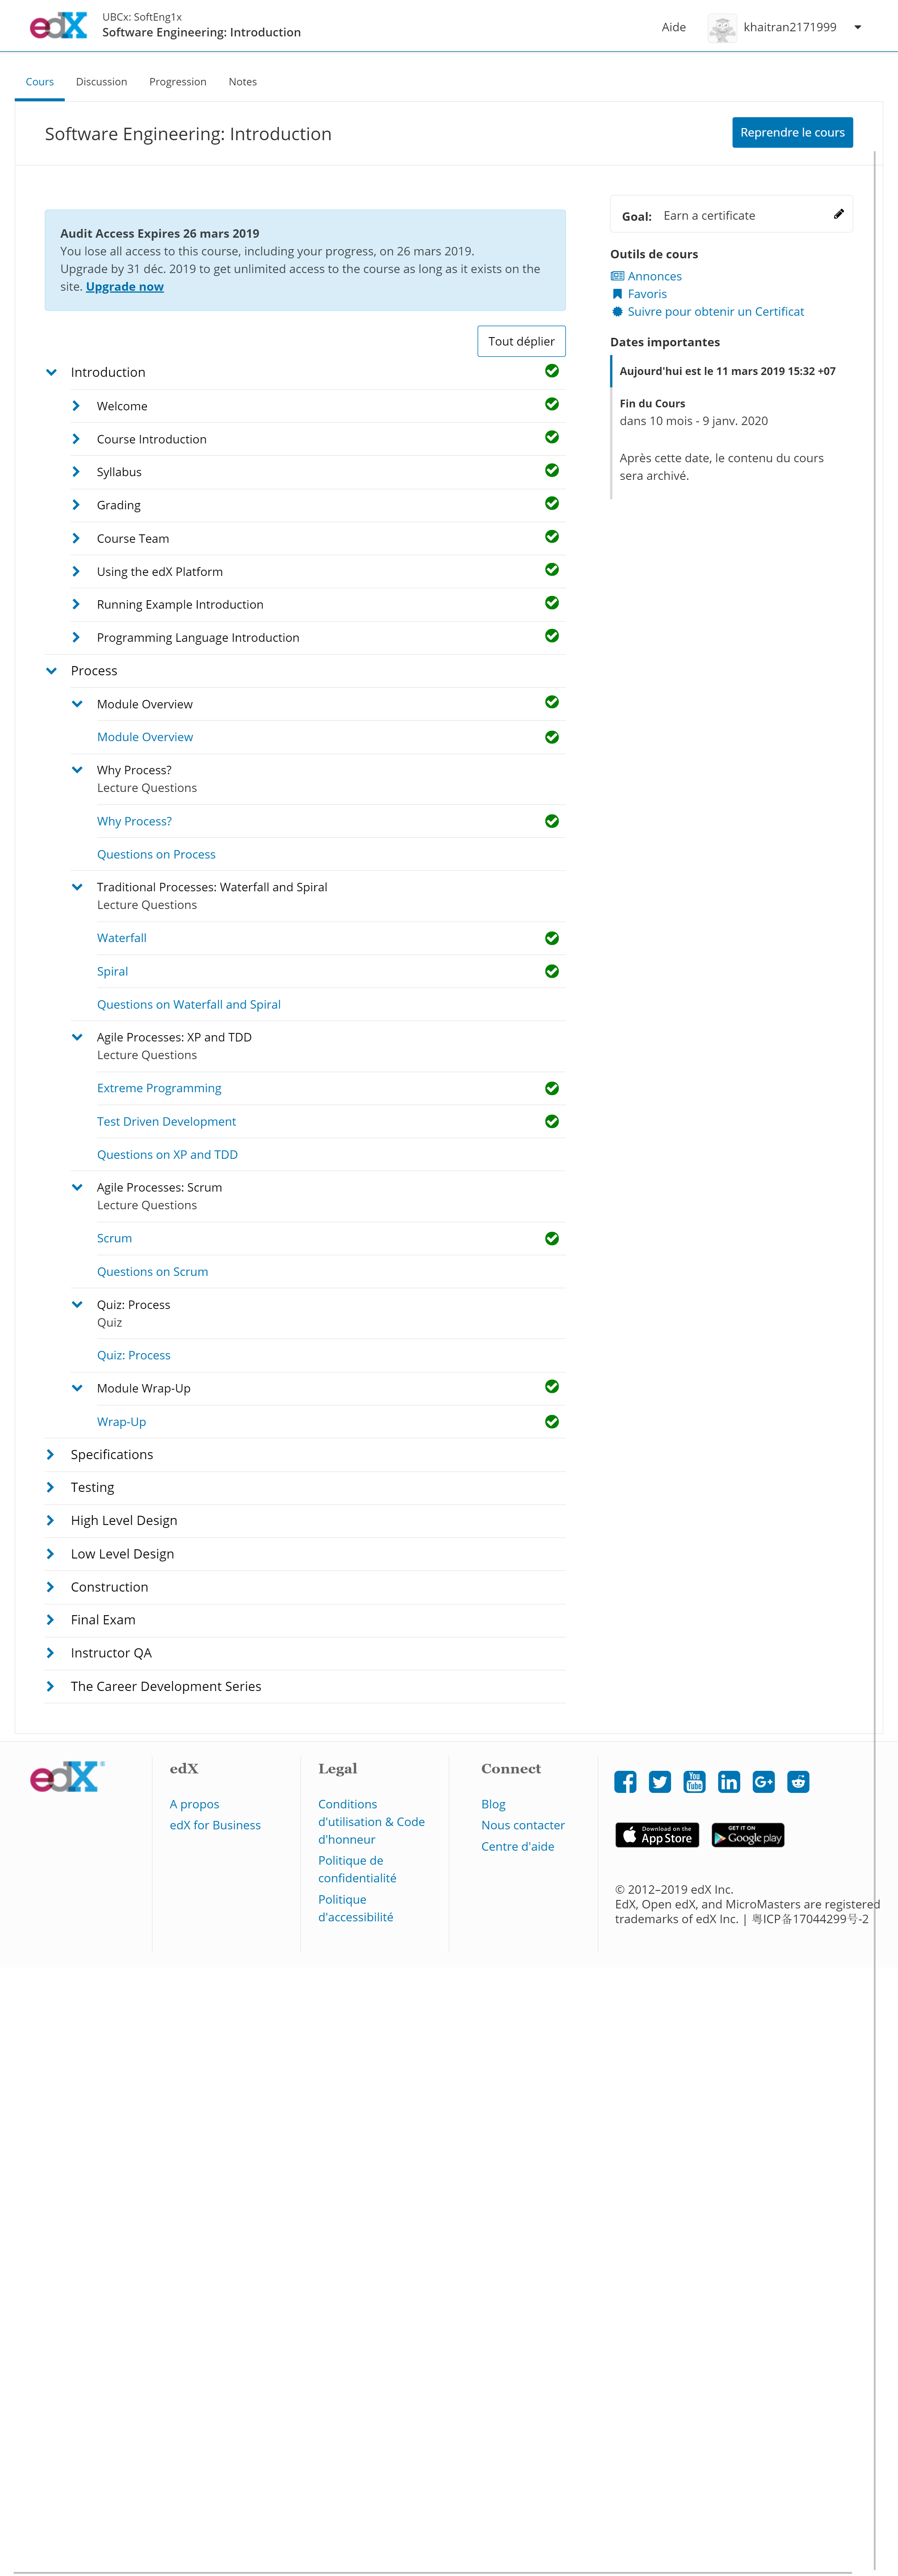 edX
UBCx: SoftEng1x
Software Engineering: Introduction
Aide
khaitran2171999
Cours
Discussion
Progression
Notes
Software Engineering: Introduction
Reprendre le cours
Audit Access Expires 26 mars 2019
You lose all access to this course, including your progress, on 26 mars 2019.
Upgrade by 31 déc. 2019 to get unlimited access to the course as long as it exists on the
site. Upgrade now
Tout déplier
Introduction
Welcome
Course Introduction
Syllabus
Grading
Course Team
Using the edX Platform
Running Example Introduction
Programming Language Introduction
Process
Module Overview
Module Overview
Why Process?
Lecture Questions
Why Process?
Questions on Process
Traditional Processes: Waterfall and Spiral
Lecture Questions
Waterfall
Spiral
Questions on Waterfall and Spiral
Agile Processes: XP and TDD
Lecture Questions
Extreme Programming
Test Driven Development
Questions on XP and TDD
Agile Processes: Scrum
Lecture Questions
Scrum
Questions on Scrum
Quiz: Process
Quiz
Quiz: Process
Module Wrap-Up
Wrap-Up
Specifications
Testing
High Level Design
Low Level Design
Construction
Final Exam
Instructor QA
The Career Development Series
Goal: Earn a certificate
Outils de cours
Annonces
Favoris
Suivre pour obtenir un Certificat
Dates importantes
Aujourd'hui est le 11 mars 2019 15:32 +07
Fin du Cours
dans 10 mois - 9 janv. 2020
Après cette date, le contenu du cours
sera archivé.
edX
edX
A propos
edX for Business
Legal
Conditions
d'utilisation & Code
d'honneur
Politique de
confidentialité
Politique
d'accessibilité
Connect
Blog
Nous contacter
Centre d'aide
You
Tube
in
G+
Download on the
App Store
GET IT ON
Google play
© 2012–2019 edX Inc.
EdX, Open edX, and MicroMasters are registered
trademarks of edX Inc. | 粤ICP备17044299号-2